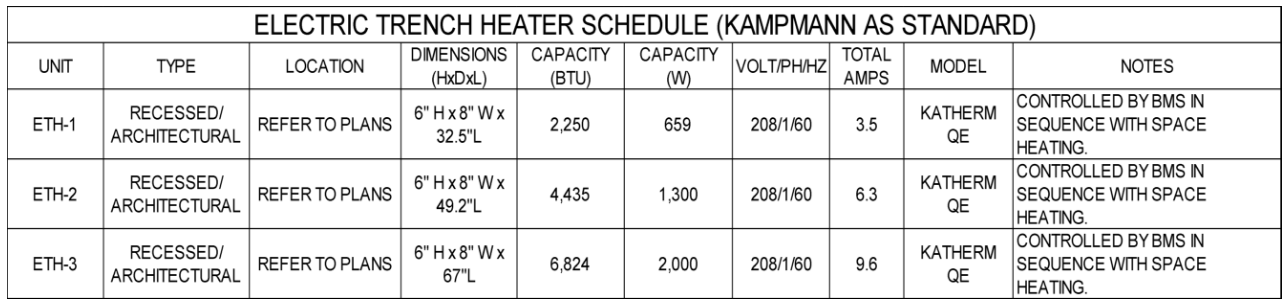 ELECTRIC TRENCH HEATER SCHEDULE (KAMPMANN AS STANDARD)
UNIT TYPE LOCATION DIMENSIONS (HxDxL) CAPACITY (BTU) CAPACITY (W) VOLT/PH/HZ TOTAL AMPS MODEL NOTES
ETH-1 RECESSED/ ARCHITECTURAL REFER TO PLANS 6" H x 8" W x 32.5"L 2,250 659 208/1/60 3.5 KATHERM QE CONTROLLED BY BMS IN SEQUENCE WITH SPACE HEATING.
ETH-2 RECESSED/ ARCHITECTURAL REFER TO PLANS 6" H x 8" W x 49.2"L 4,435 1,300 208/1/60 6.3 KATHERM QE CONTROLLED BY BMS IN SEQUENCE WITH SPACE HEATING.
ETH-3 RECESSED/ ARCHITECTURAL REFER TO PLANS 6" H x 8" W x 67"L 6,824 2,000 208/1/60 9.6 KATHERM QE CONTROLLED BY BMS IN SEQUENCE WITH SPACE HEATING.